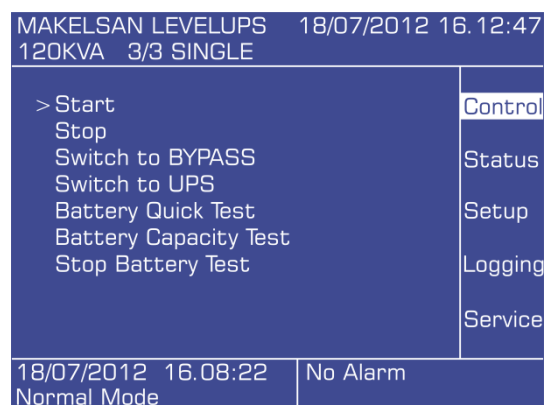 MAKELSAN LEVELUPS 18/07/2012 16.12:47
120KVA 3/3 SINGLE
>Start
Stop
Switch to BYPASS
Switch to UPS
Battery Quick Test
Battery Capacity Test
Stop Battery Test
Control
Status
Setup
Logging
Service
18/07/2012 16.08:22
Normal Mode
No Alarm